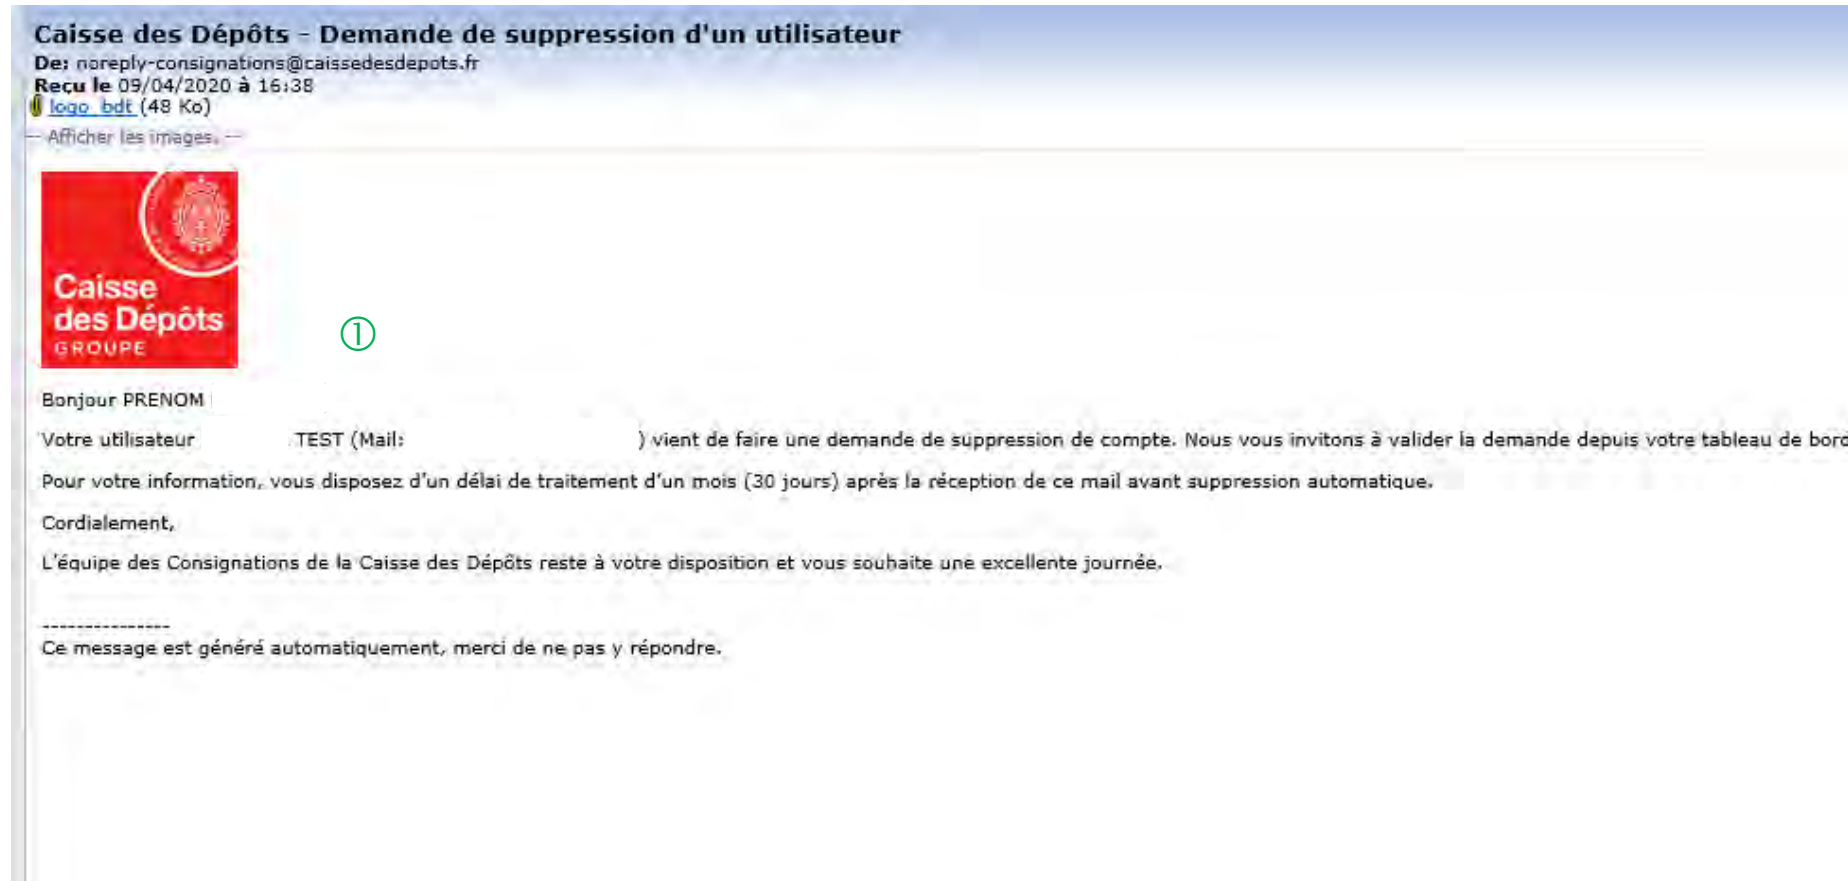 Caisse des Dépôts - Demande de suppression d'un utilisateur
De: noreply-consignations@caissedesdepots.fr
Reçu le 09/04/2020 à 16:38
logo_bdt (48 Ko)
-- Afficher les images. --
Caisse
des Dépôts
GROUPE
①
Bonjour PRENOM
Votre utilisateur TEST (Mail: ) vient de faire une demande de suppression de compte. Nous vous invitons à valider la demande depuis votre tableau de bord
Pour votre information, vous disposez d'un délai de traitement d'un mois (30 jours) après la réception de ce mail avant suppression automatique.
Cordialement,
L'équipe des Consignations de la Caisse des Dépôts reste à votre disposition et vous souhaite une excellente journée.
---------------
Ce message est généré automatiquement, merci de ne pas y répondre.